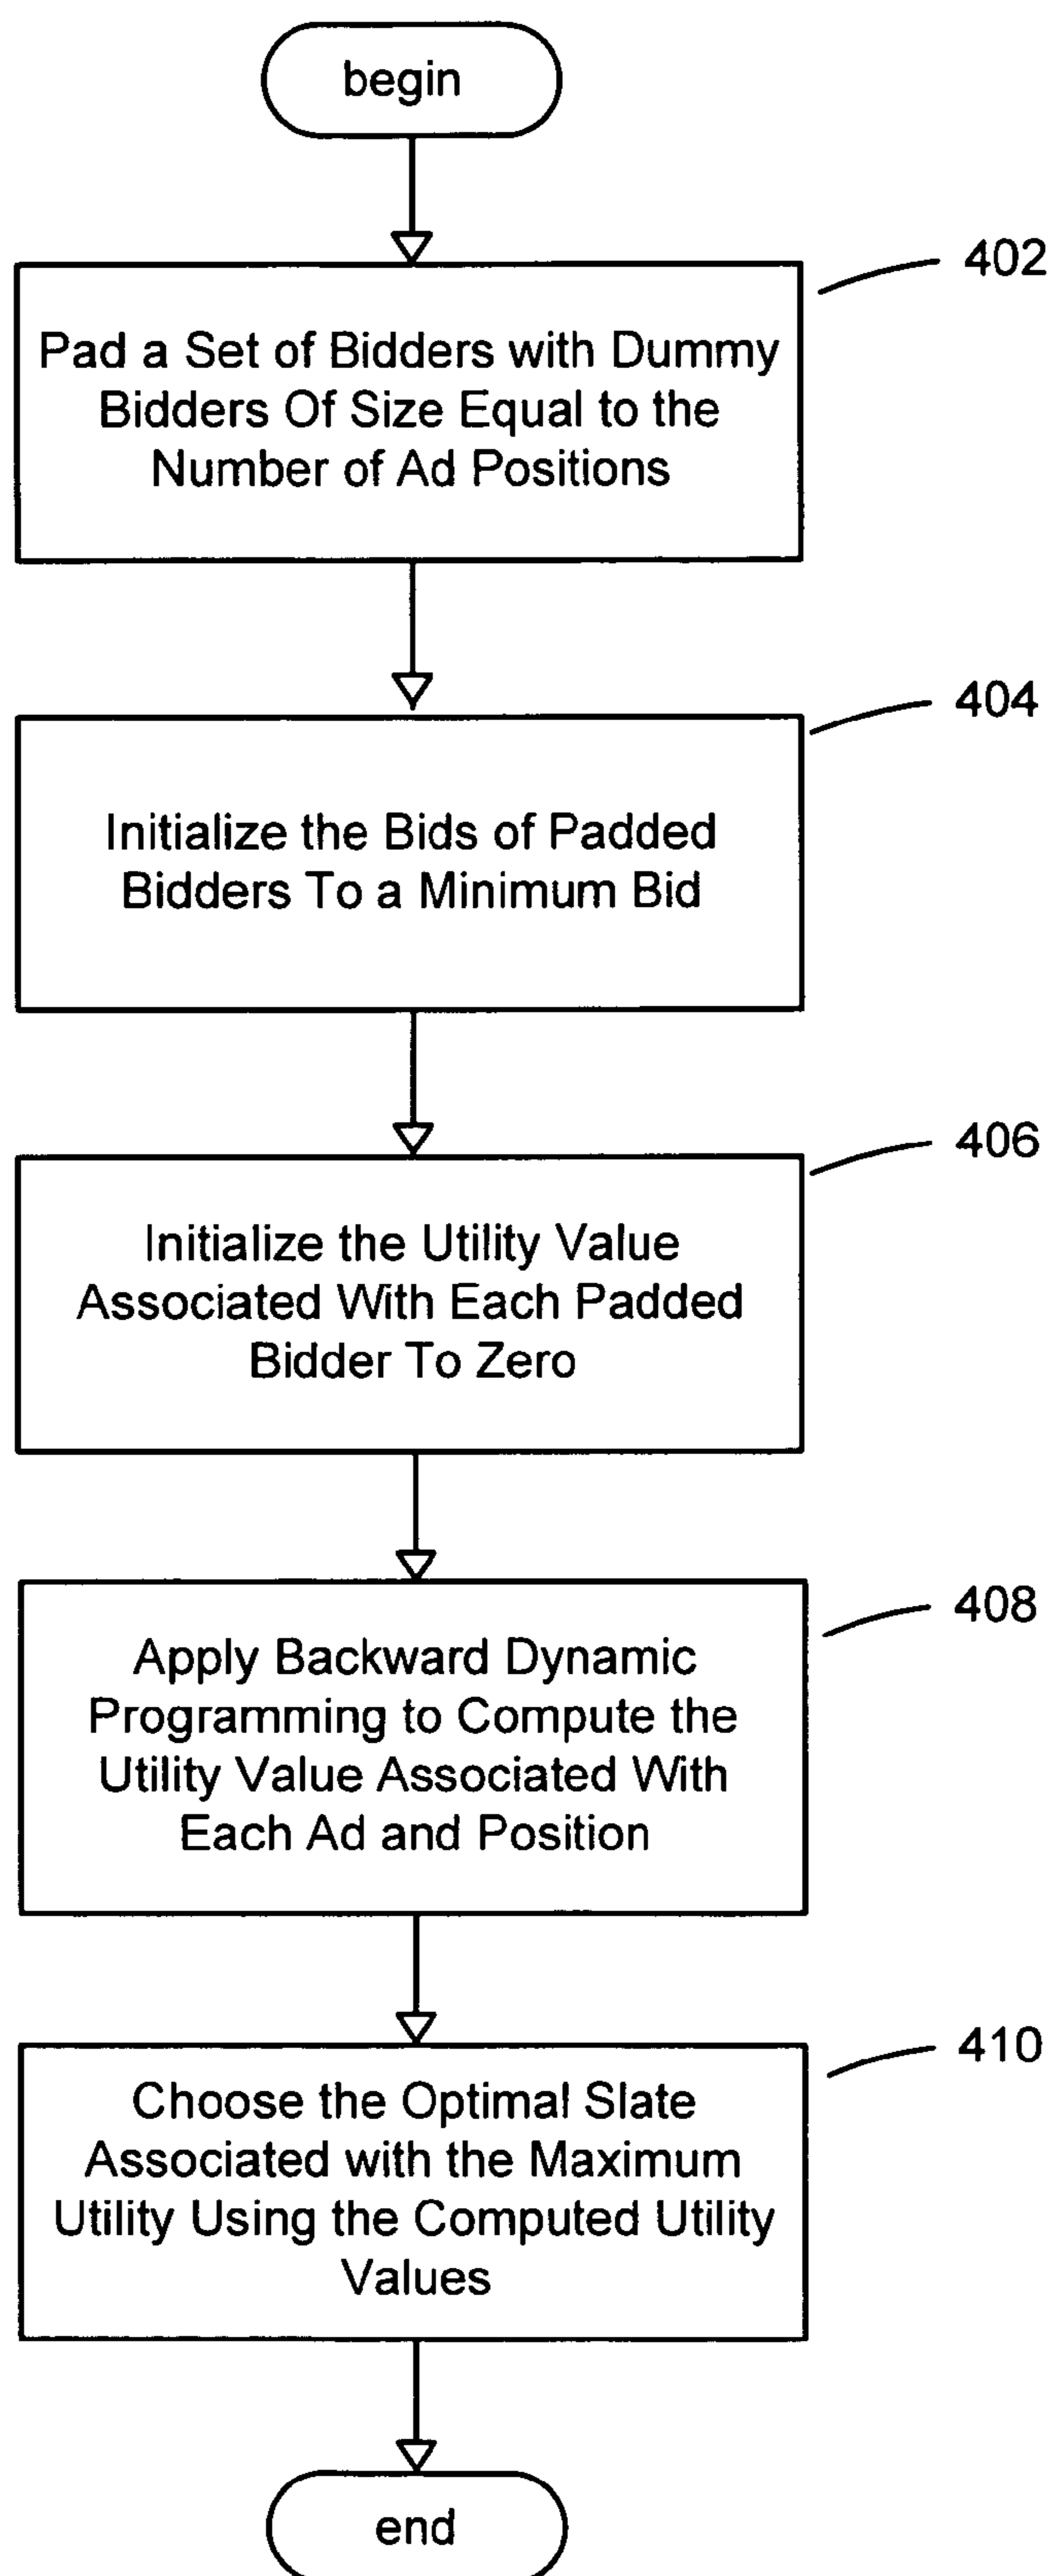 begin
402
Pad a Set of Bidders with Dummy
Bidders Of Size Equal to the
Number of Ad Positions
404
Initialize the Bids of Padded
Bidders To a Minimum Bid
406
Initialize the Utility Value
Associated With Each Padded
Bidder To Zero
408
Apply Backward Dynamic
Programming to Compute the
Utility Value Associated With
Each Ad and Position
410
Choose the Optimal Slate
Associated with the Maximum
Utility Using the Computed Utility
Values
end